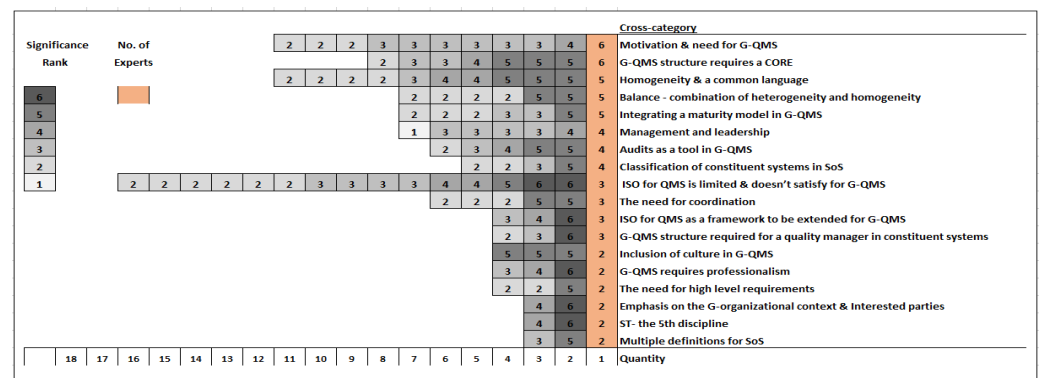 Cross-category
Significance No. of 2 2 2 3 3 3 3 3 3 4 6 Motivation & need for G-QMS
Rank Experts 2 3 3 4 5 5 5 6 G-QMS structure requires a CORE
2 2 2 2 3 4 4 5 5 5 5 Homogeneity & a common language
6 2 2 2 2 5 5 5 Balance - combination of heterogeneity and homogeneity
5 2 2 2 3 3 5 5 Integrating a maturity model in G-QMS
4 1 3 3 3 3 4 4 Management and leadership
3 2 3 4 5 5 4 Audits as a tool in G-QMS
2 2 2 3 5 4 Classification of constituent systems in SoS
1 2 2 2 2 2 2 3 3 3 3 4 4 5 6 6 3 ISO for QMS is limited & doesn't satisfy for G-QMS
2 2 2 5 5 3 The need for coordination
3 4 6 3 ISO for QMS as a framework to be extended for G-QMS
2 3 6 3 G-QMS structure required for a quality manager in constituent systems
5 5 5 2 Inclusion of culture in G-QMS
3 4 6 2 G-QMS requires professionalism
2 2 5 2 The need for high level requirements
4 6 2 Emphasis on the G-organizational context & Interested parties
4 6 2 ST- the 5th discipline
3 5 2 Multiple definitions for SoS
18 17 16 15 14 13 12 11 10 9 8 7 6 5 4 3 2 1 Quantity